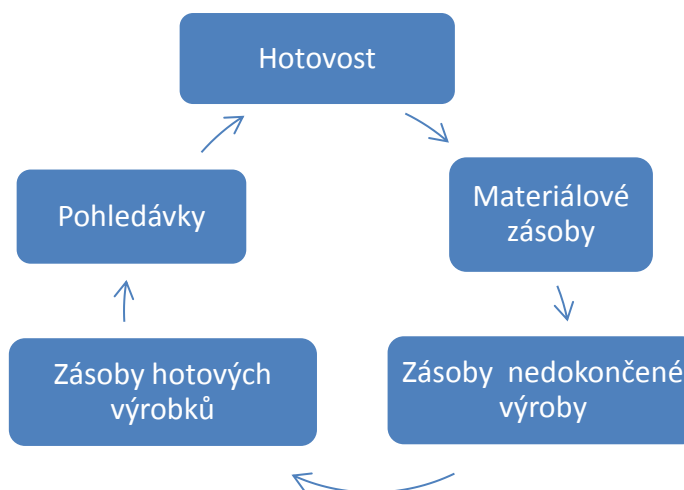 Hotovost
Materiálové
zásoby
Zásoby nedokončené
výroby
Zásoby hotových
výrobků
Pohledávky